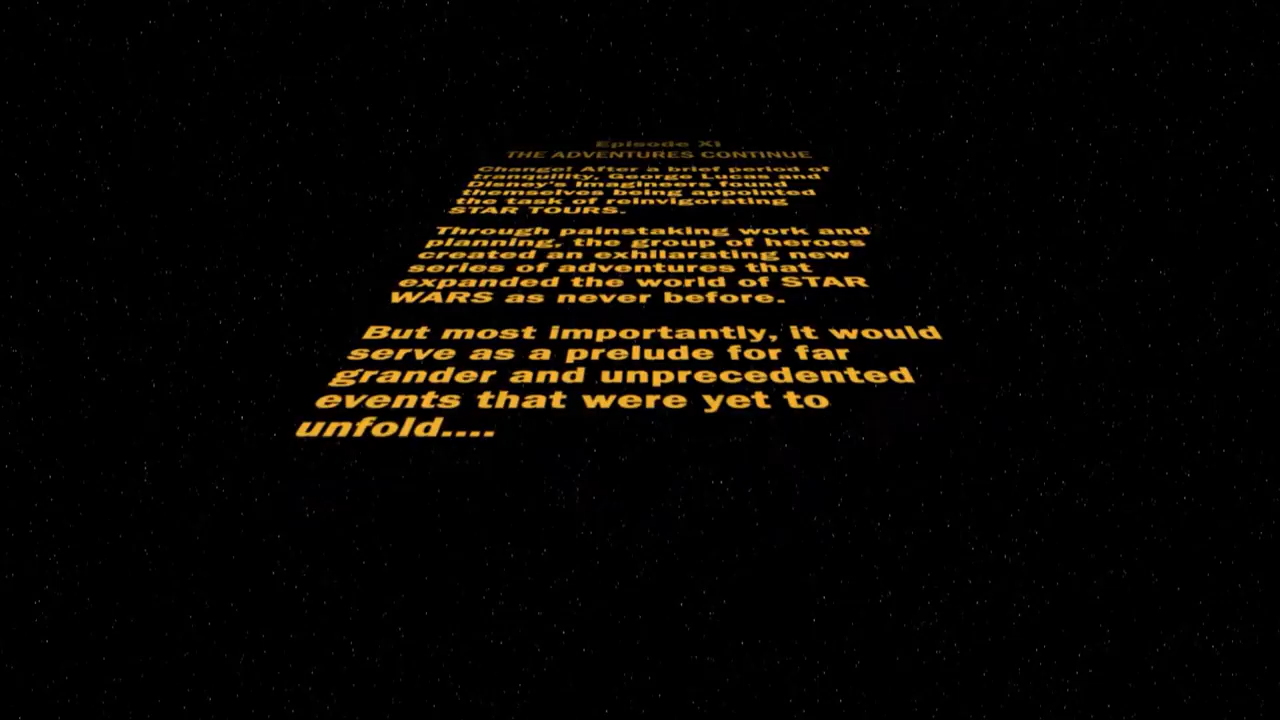 Episode XI
THE ADVENTURES CONTINUE
Change! After a brief period of
tranquility, George Lucas and
Disney's Imagineers found
themselves being appointed
the task of reinvigorating
STAR TOURS.
Through painstaking work and
planning, the group of heroes
created an exhilarating new
series of adventures that
expanded the world of STAR
WARS as never before.
But most importantly, it would
serve as a prelude for far
grander and unprecedented
events that were yet to
unfold....